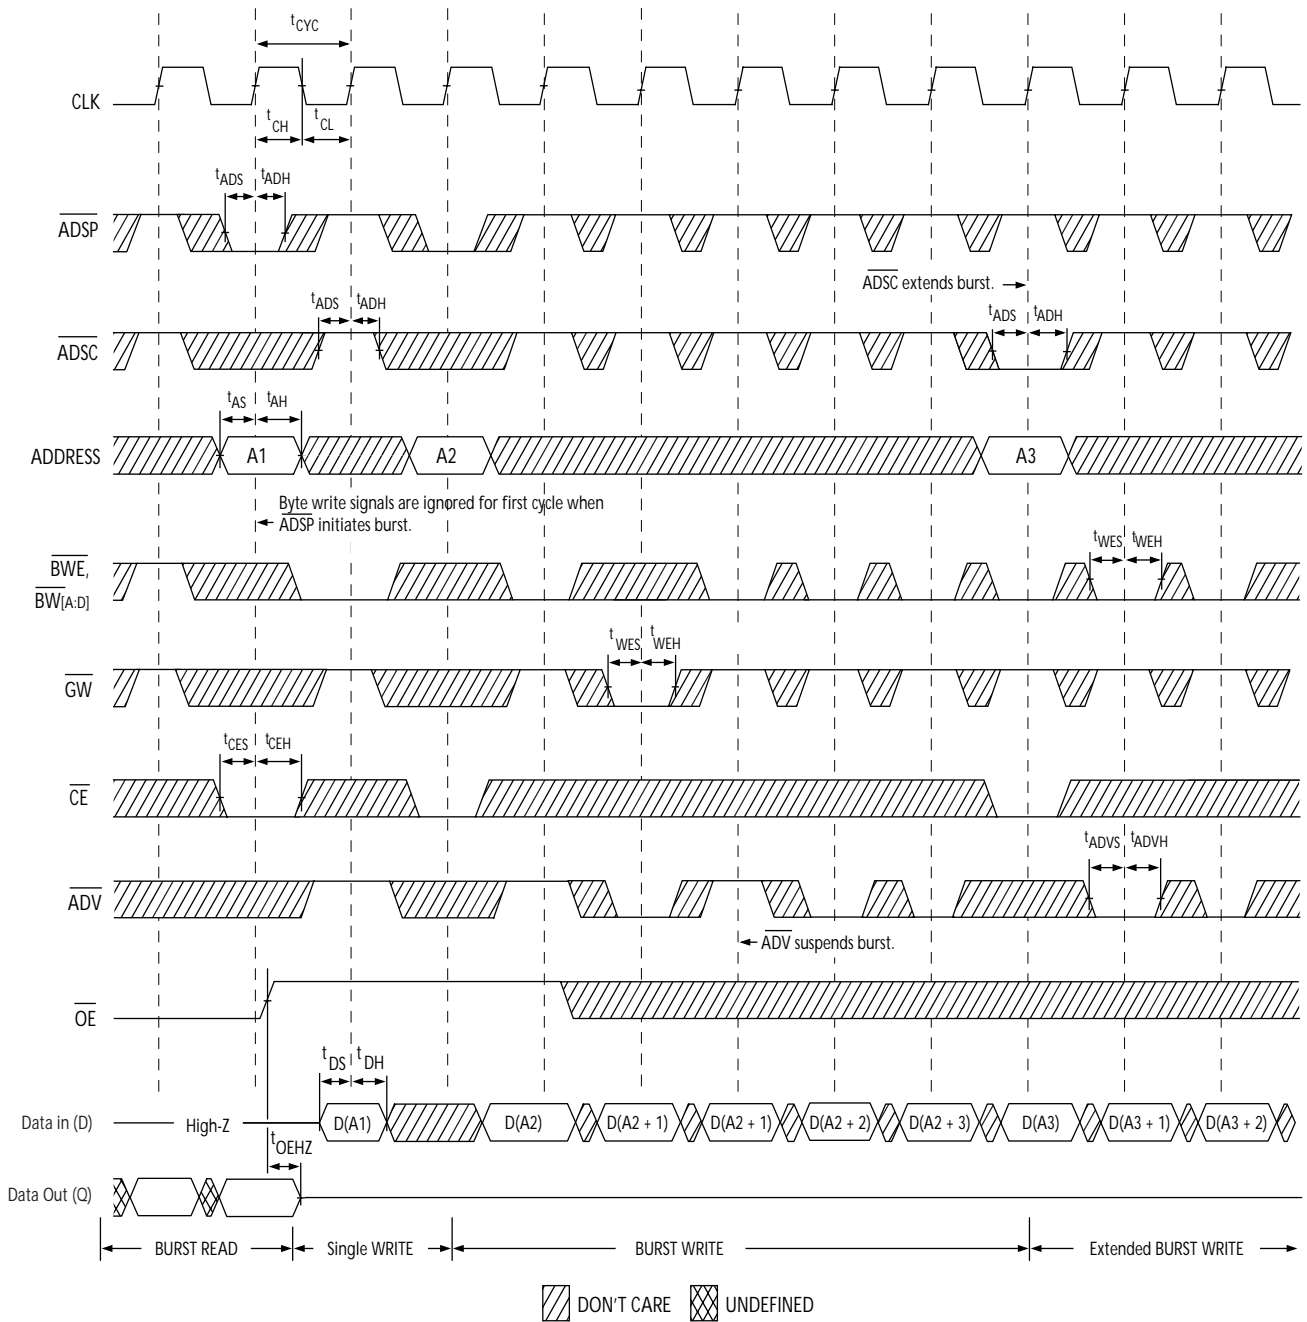 tCYC
CLK
tCH tCL
tADS tADH
ADSP
ADSC extends burst.
tADS tADH
tADS tADH
ADSC
tAS tAH
ADDRESS A1 A2 A3
Byte write signals are ignored for first cycle when
ADSP initiates burst.
tWES tWEH
BWE,
BW[A:D]
tWES tWEH
GW
tCES tCEH
CE
tADVS tADVH
ADV
ADV suspends burst.
OE
tDS tDH
Data in (D) High-Z D(A1) D(A2) D(A2 + 1) D(A2 + 1) D(A2 + 2) D(A2 + 3) D(A3) D(A3 + 1) D(A3 + 2)
tOEHZ
Data Out (Q)
BURST READ Single WRITE BURST WRITE Extended BURST WRITE
DON'T CARE UNDEFINED